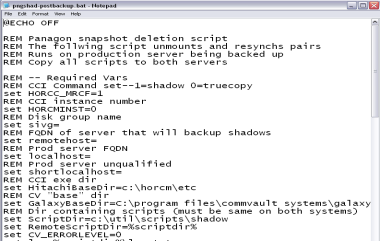 pngshad-postbackup.bat - Notepad
File Edit Format View Help
@ECHO OFF
REM Panagon snapshot deletion script
REM The follwing script unmounts and resynchs pairs
REM Runs on production server being backed up
REM Copy all scripts to both servers
REM -- Required Vars
REM CCI Command set--1=shadow 0=truecopy
set HORCC_MRCF=1
REM CCI instance number
set HORCMINST=0
REM Disk group name
set sivg=
REM FQDN of server that will backup shadows
set remotehost=
REM Prod server FQDN
set localhost=
REM Prod server unqualified
set shortlocalhost=
REM CCI exe dir
set HitachiBaseDir=c:\horcm\etc
REM CV "base" dir
set GalaxyBaseDir=C:\program files\commvault systems\galaxy
REM Dir containing scripts (must be same on both systems)
set ScriptDir=c:\util\scripts\shadow
set RemoteScriptDir=%scriptdir%
set CV_ERRORLEVEL=0